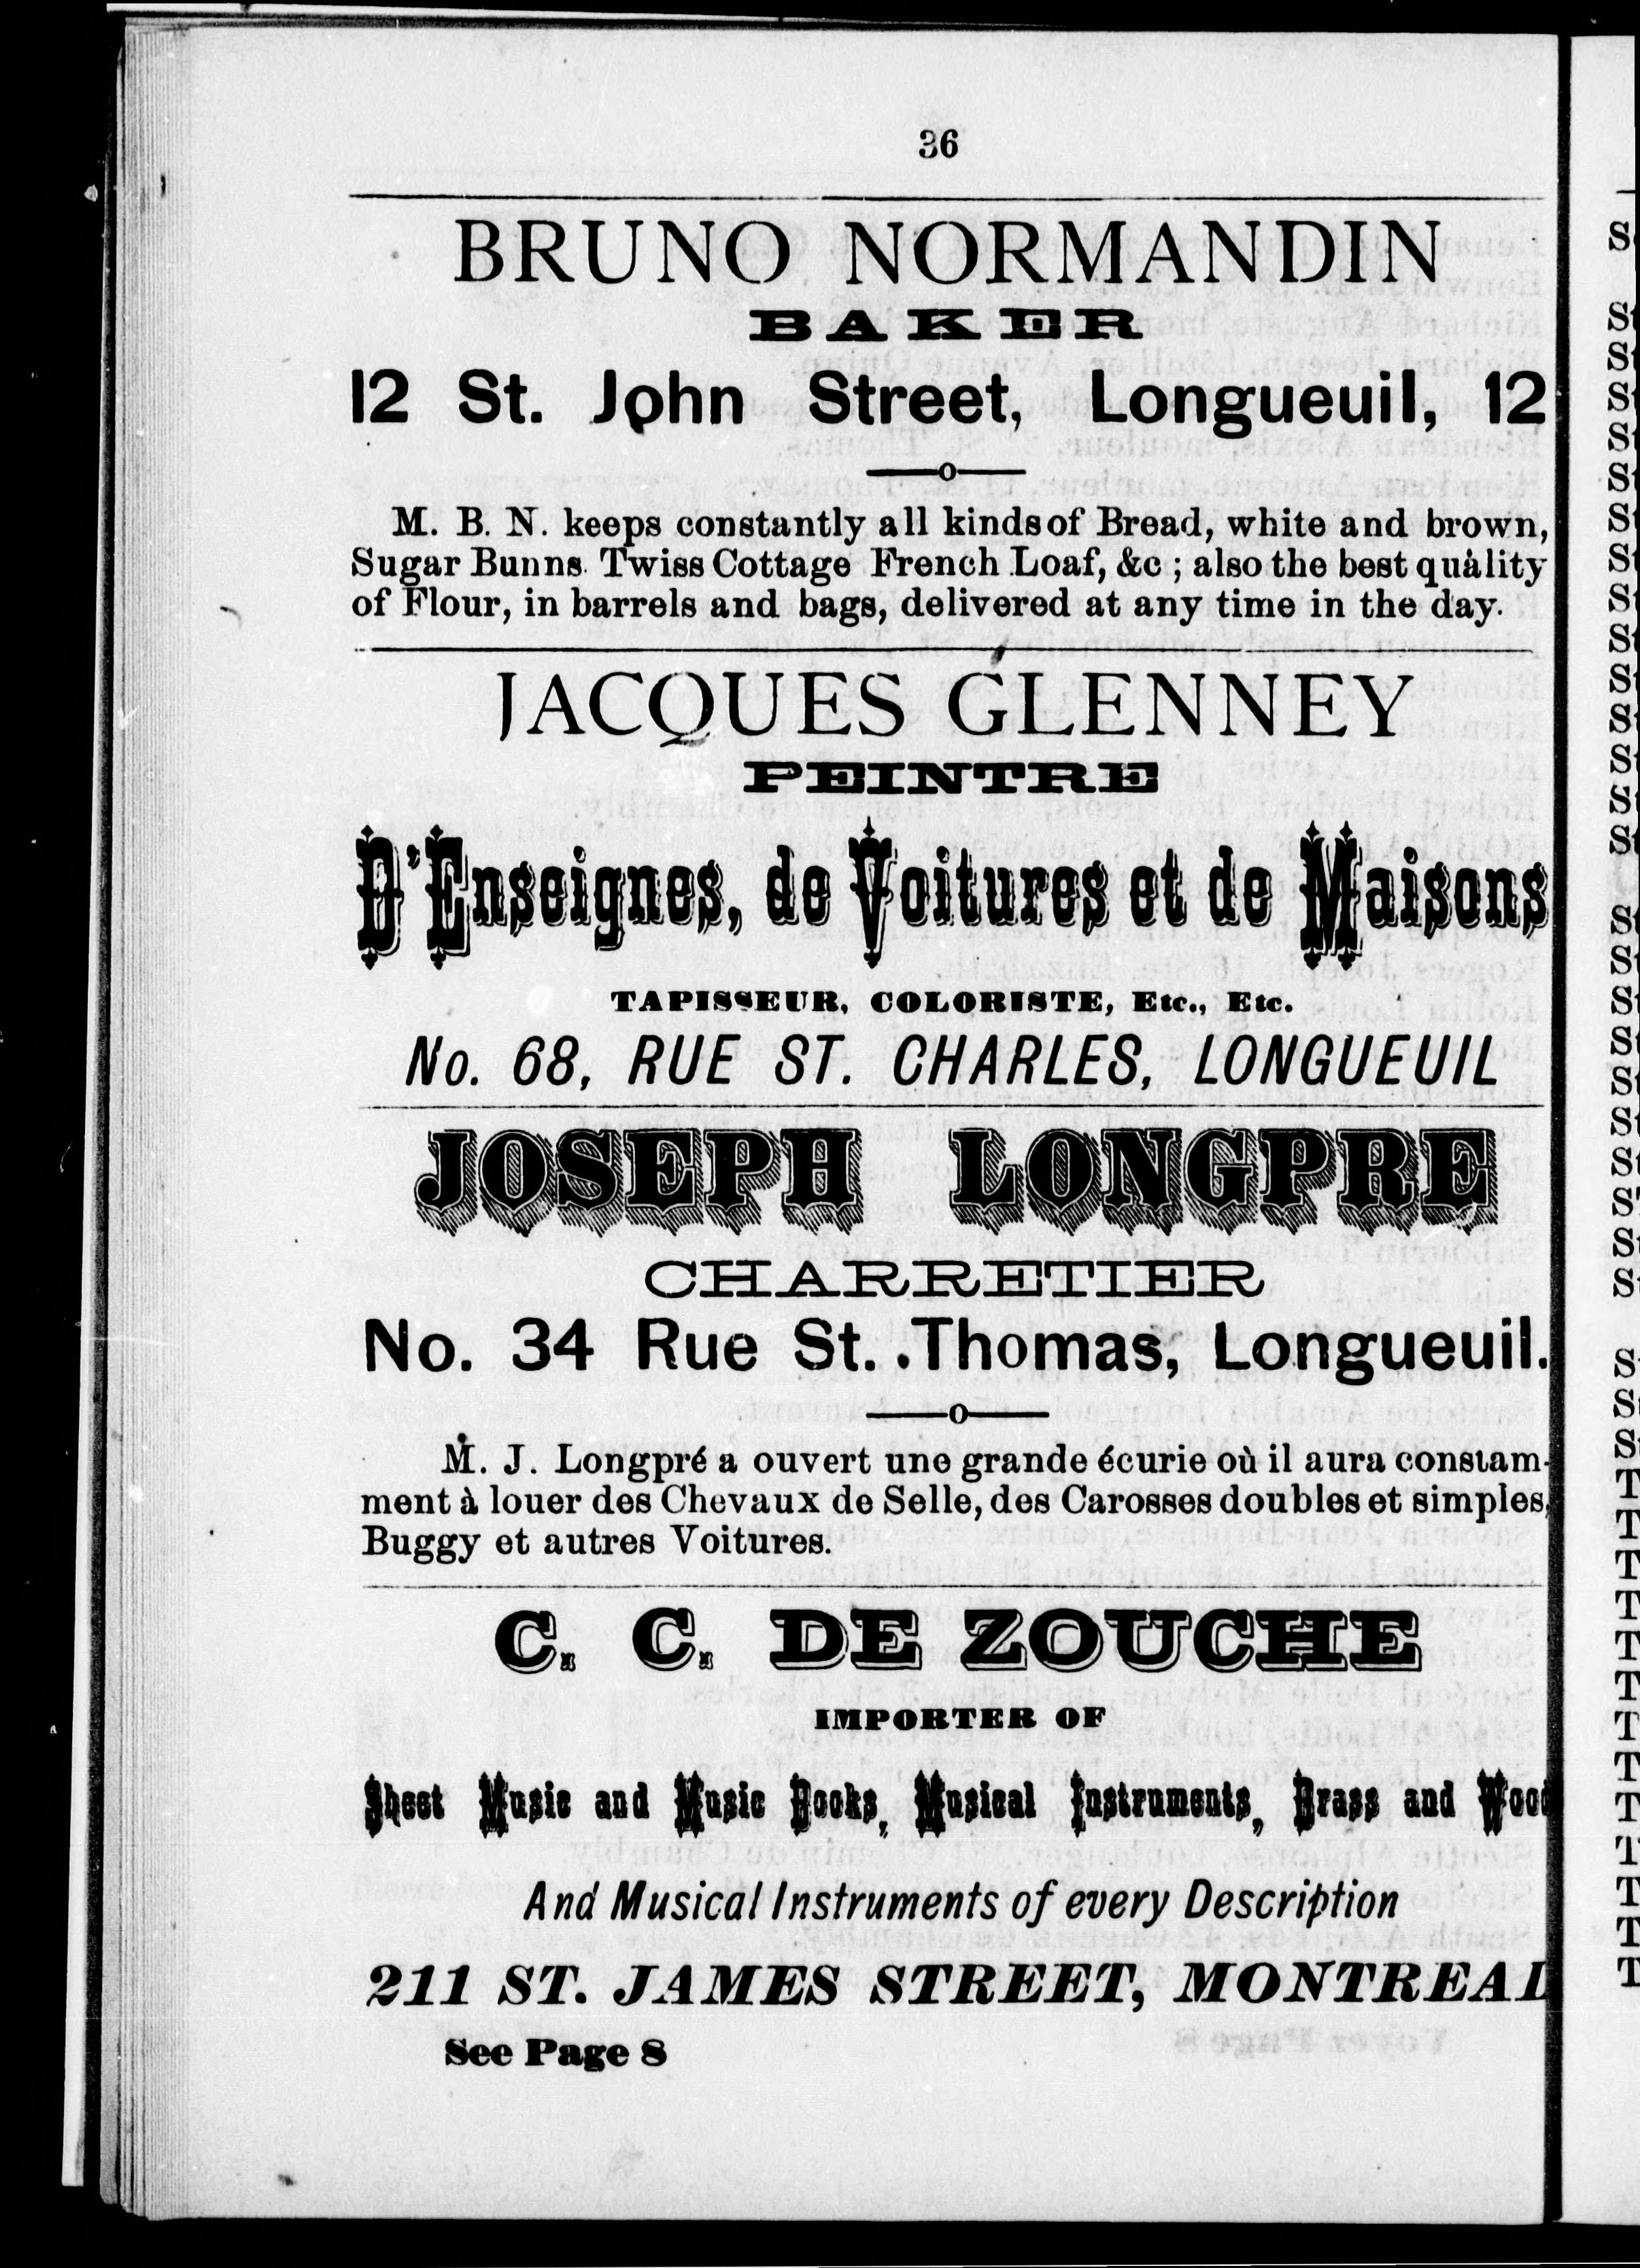 36
BRUNO NORMANDIN
BAKER
12 St. John Street, Longueuil, 12
M. B. N. keeps constantly all kinds of Bread, white and brown,
Sugar Bunns. Twiss Cottage French Loaf, &c ; also the best quality
of Flour, in barrels and bags, delivered at any time in the day.
JACQUES GLENNEY
PEINTRE
D'Enseignes, de Voitures et de Maisons
TAPISSEUR, COLORISTE, Etc., Etc.
No. 68, RUE ST. CHARLES, LONGUEUIL
JOSEPH LONGPRE
CHARRETIER
No. 34 Rue St. Thomas, Longueuil.
M. J. Longpré a ouvert une grande écurie où il aura constam-
ment à louer des Chevaux de Selle, des Carosses doubles et simples,
Buggy et autres Voitures.
C. C. DE ZOUCHE
IMPORTER OF
Sheet Music and Music Books, Musical Instruments, Brass and Wood
And Musical Instruments of every Description
211 ST. JAMES STREET, MONTREAL
See Page 8